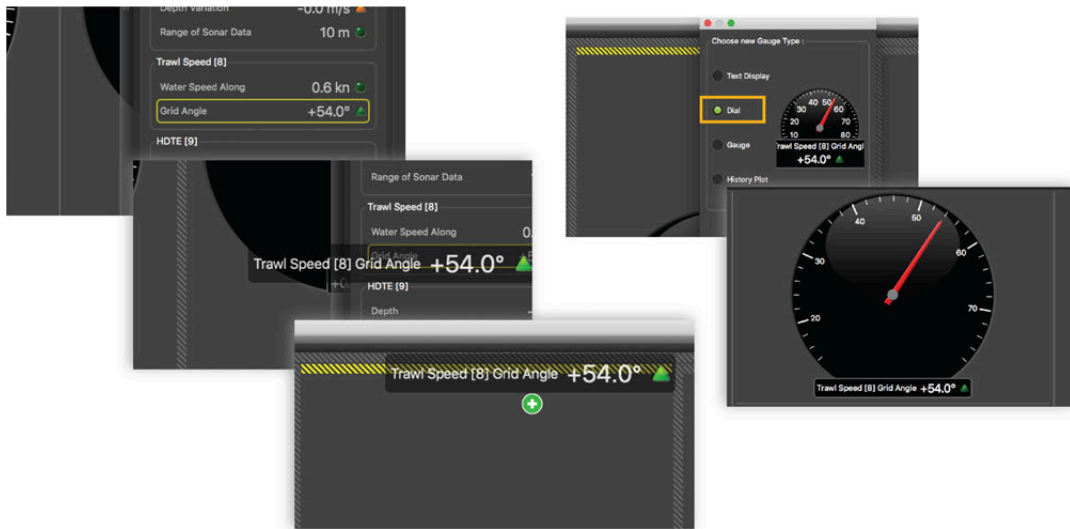 Depth Variation
-0.0 m/s
Range of Sonar Data
10 m
Trawl Speed [8]
Water Speed Along
0.6 kn
Grid Angle
+54.0°
HDTE [9]
Range of Sonar Data
Trawl Speed [8]
Water Speed Along
0.
Grid Angle
Trawl Speed [8] Grid Angle +54.0°
+0
HDTE [9]
Depth
Trawl Speed [8] Grid Angle +54.0°
Choose new Gauge Type :
Text Display
Dial
Gauge
History Plot
10
20
30
40
50
60
70
80
Trawl Speed [8] Grid Angl
+54.0°
20
30
40
50
60
70
Trawl Speed [8] Grid Angle +54.0°